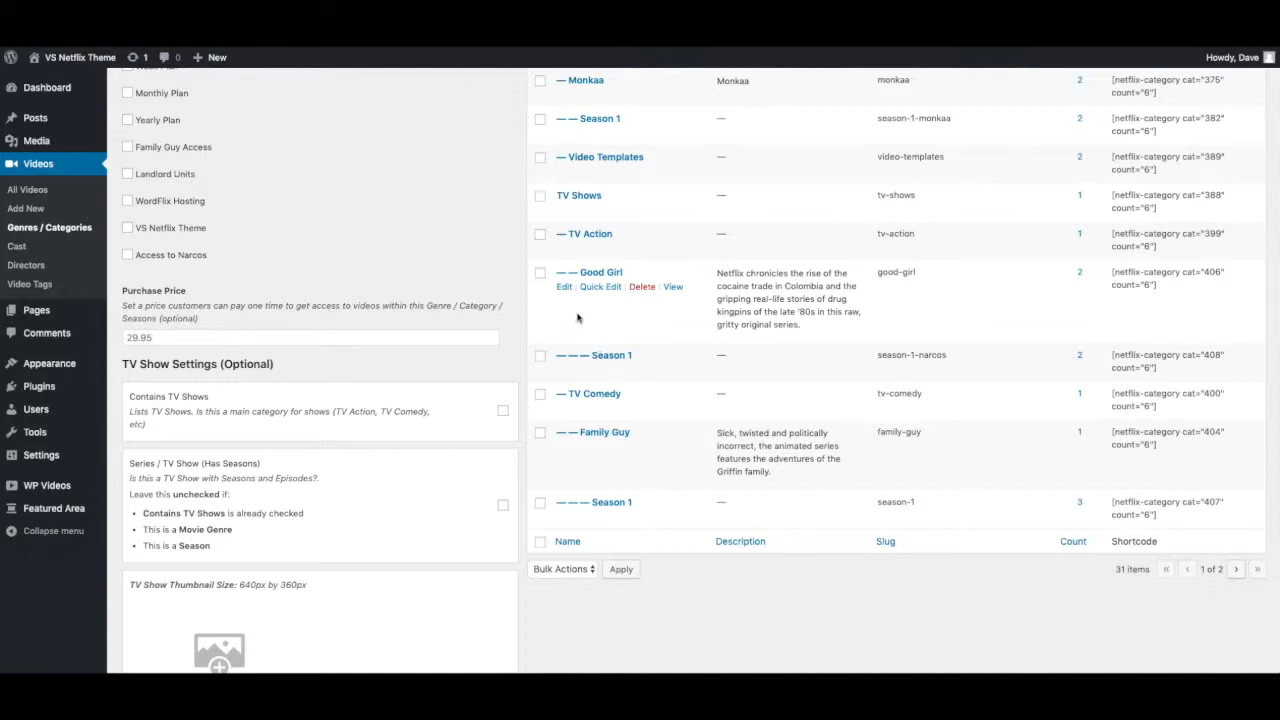 VS Netflix Theme 1 0 New Howdy, Dave
Dashboard
Posts
Media
Videos
All Videos
Add New
Genres / Categories
Cast
Directors
Video Tags
Pages
Comments
Appearance
Plugins
Users
Tools
Settings
WP Videos
Featured Area
Collapse menu
Monthly Plan
Yearly Plan
Family Guy Access
Landlord Units
WordFlix Hosting
VS Netflix Theme
Access to Narcos
Purchase Price
Set a price customers can pay one time to get access to videos within this Genre / Category /
Seasons (optional)
29.95
TV Show Settings (Optional)
Contains TV Shows
Lists TV Shows. Is this a main category for shows (TV Action, TV Comedy,
etc)
Series / TV Show (Has Seasons)
Is this a TV Show with Seasons and Episodes?.
Leave this unchecked if:
• Contains TV Shows is already checked
• This is a Movie Genre
• This is a Season
TV Show Thumbnail Size: 640px by 360px
— Monkaa Monkaa monkaa 2 [netflix-category cat="375"
count="6"]
— — Season 1 — season-1-monkaa 2 [netflix-category cat="382"
count="6"]
— Video Templates — video-templates 2 [netflix-category cat="389"
count="6"]
TV Shows — tv-shows 1 [netflix-category cat="388"
count="6"]
— TV Action — tv-action 1 [netflix-category cat="399"
count="6"]
— — Good Girl Netflix chronicles the rise of the good-girl 2 [netflix-category cat="406"
Edit | Quick Edit | Delete | View cocaine trade in Colombia and the count="6"]
gripping real-life stories of drug
kingpins of the late '80s in this raw,
gritty original series.
— — — Season 1 — season-1-narcos 2 [netflix-category cat="408"
count="6"]
— TV Comedy — tv-comedy 1 [netflix-category cat="400"
count="6"]
— — Family Guy Sick, twisted and politically family-guy 1 [netflix-category cat="404"
incorrect, the animated series count="6"]
features the adventures of the
Griffin family.
— — — Season 1 — season-1 3 [netflix-category cat="407"
count="6"]
Name Description Slug Count Shortcode
Bulk Actions Apply 31 items « ‹ 1 of 2 › »